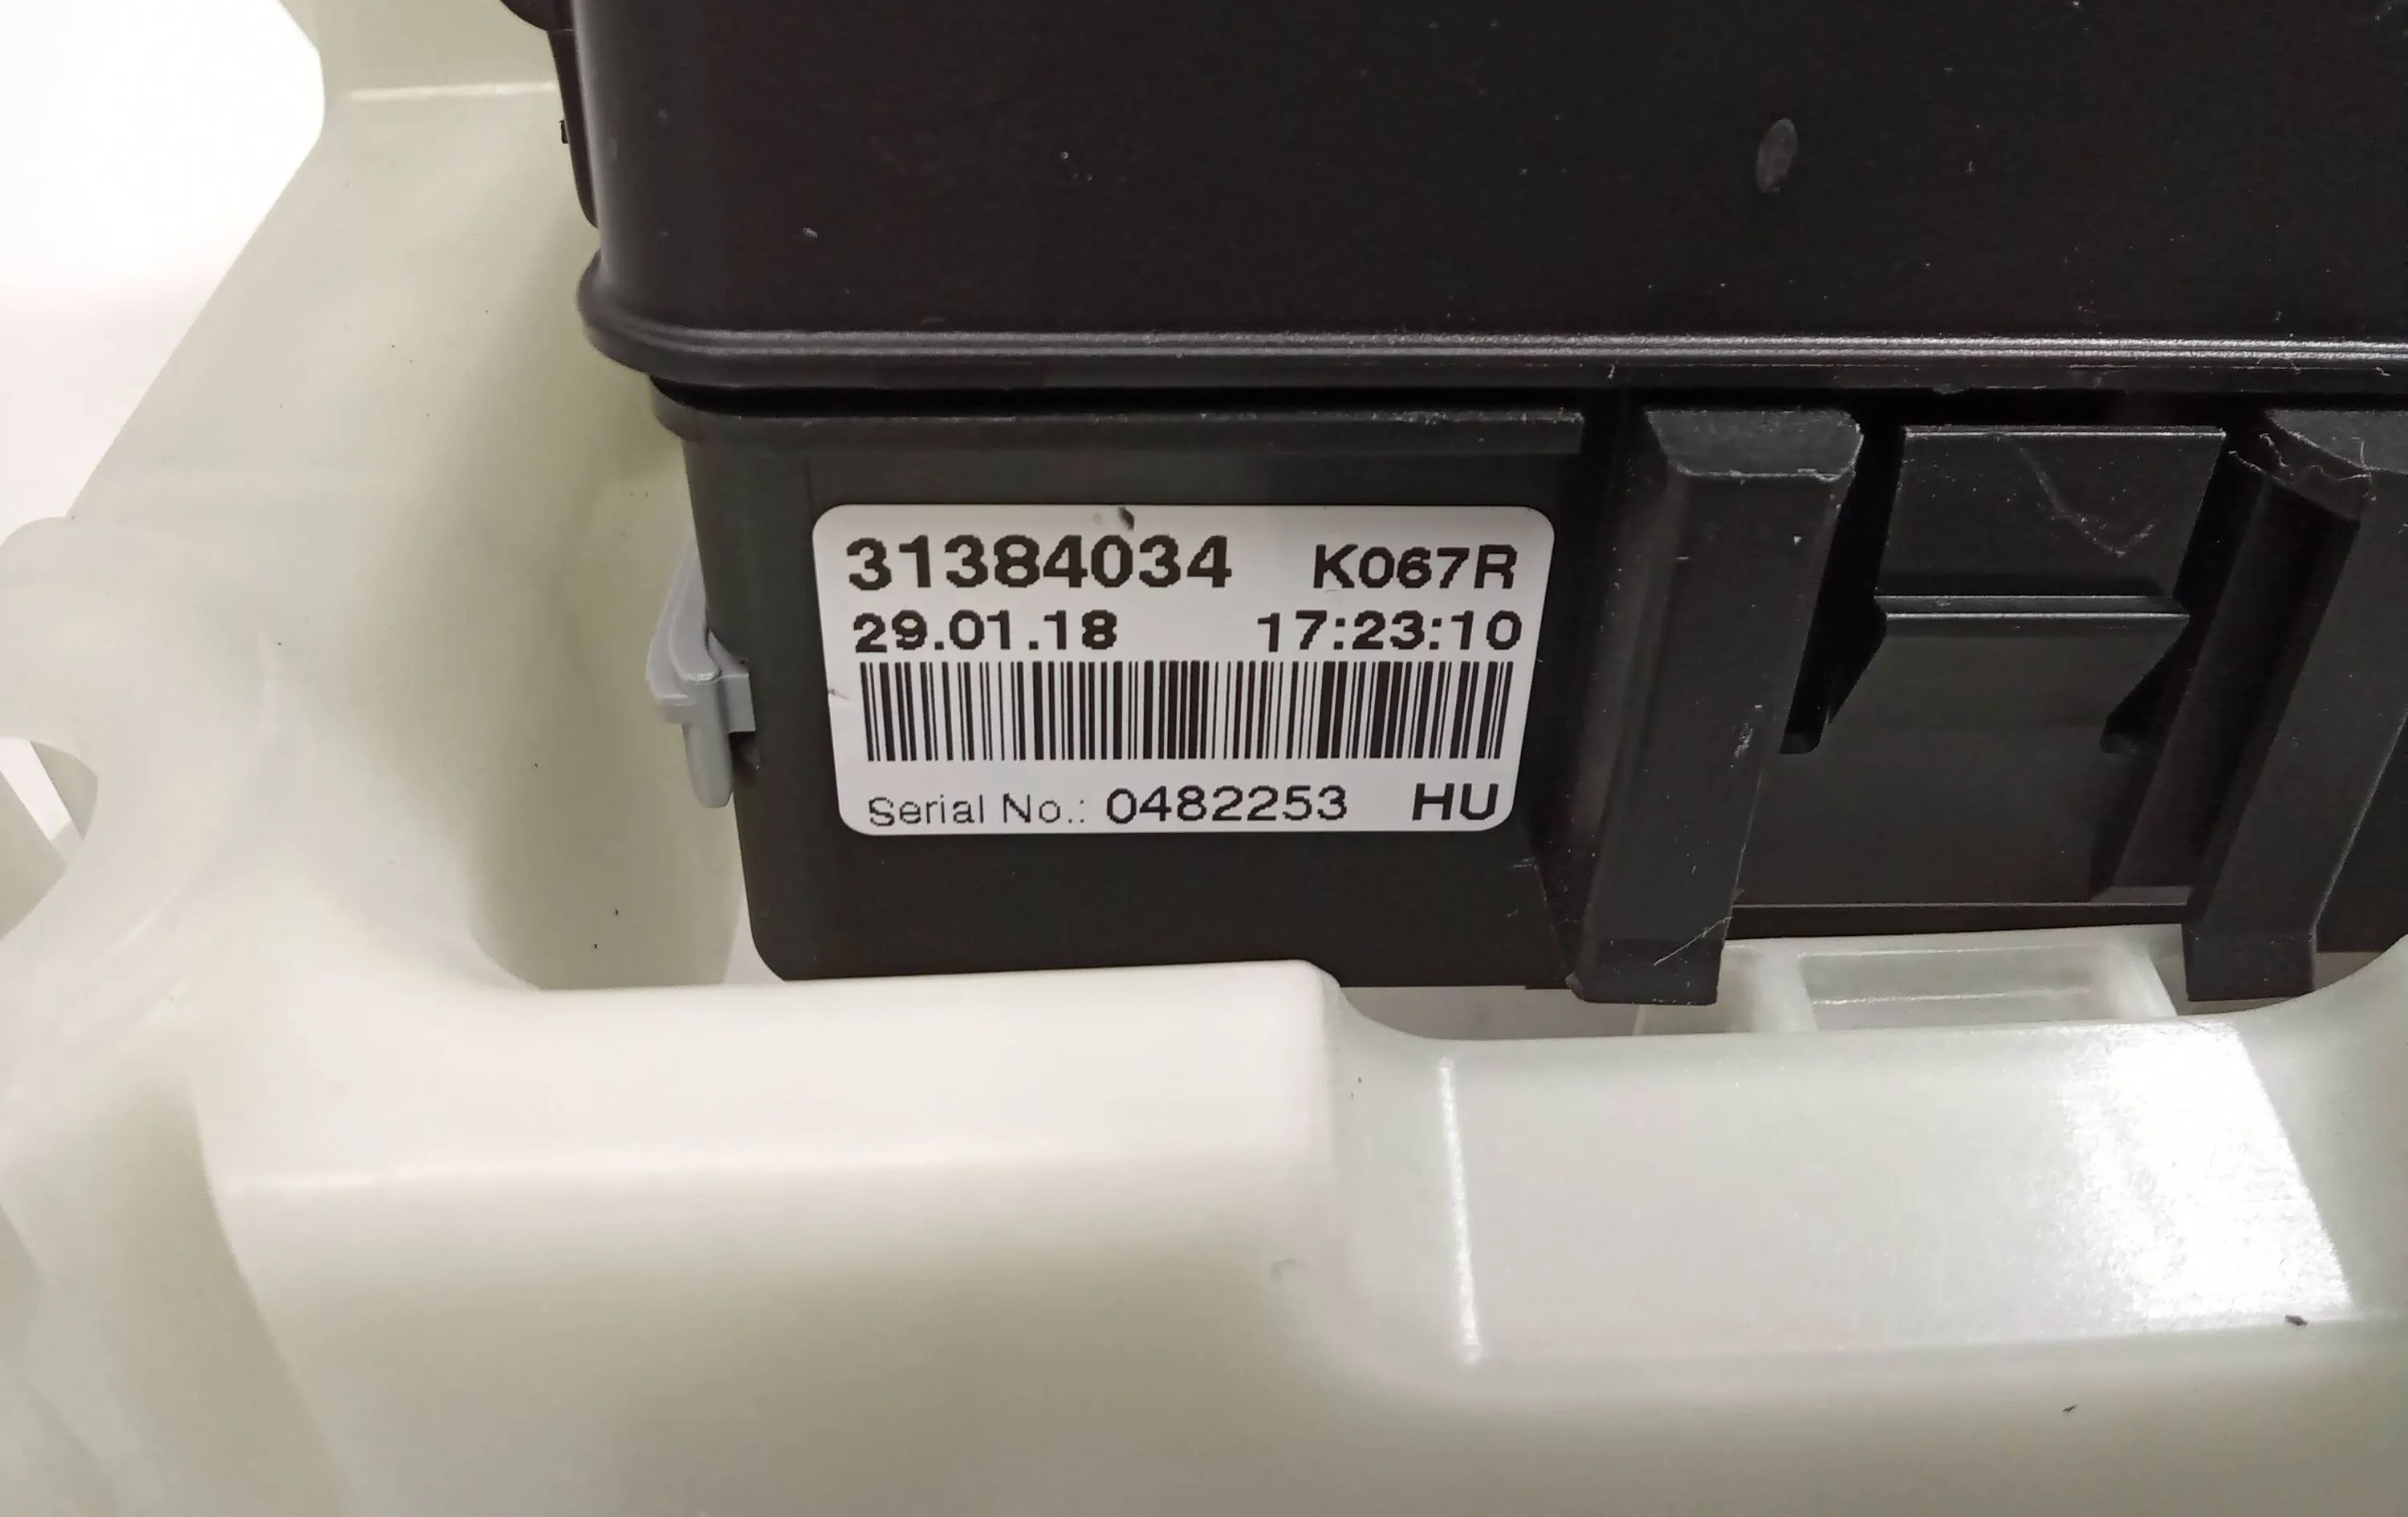 31384034 K067R
29.01.18 17:23:10
Serial No.: 0482253 HU